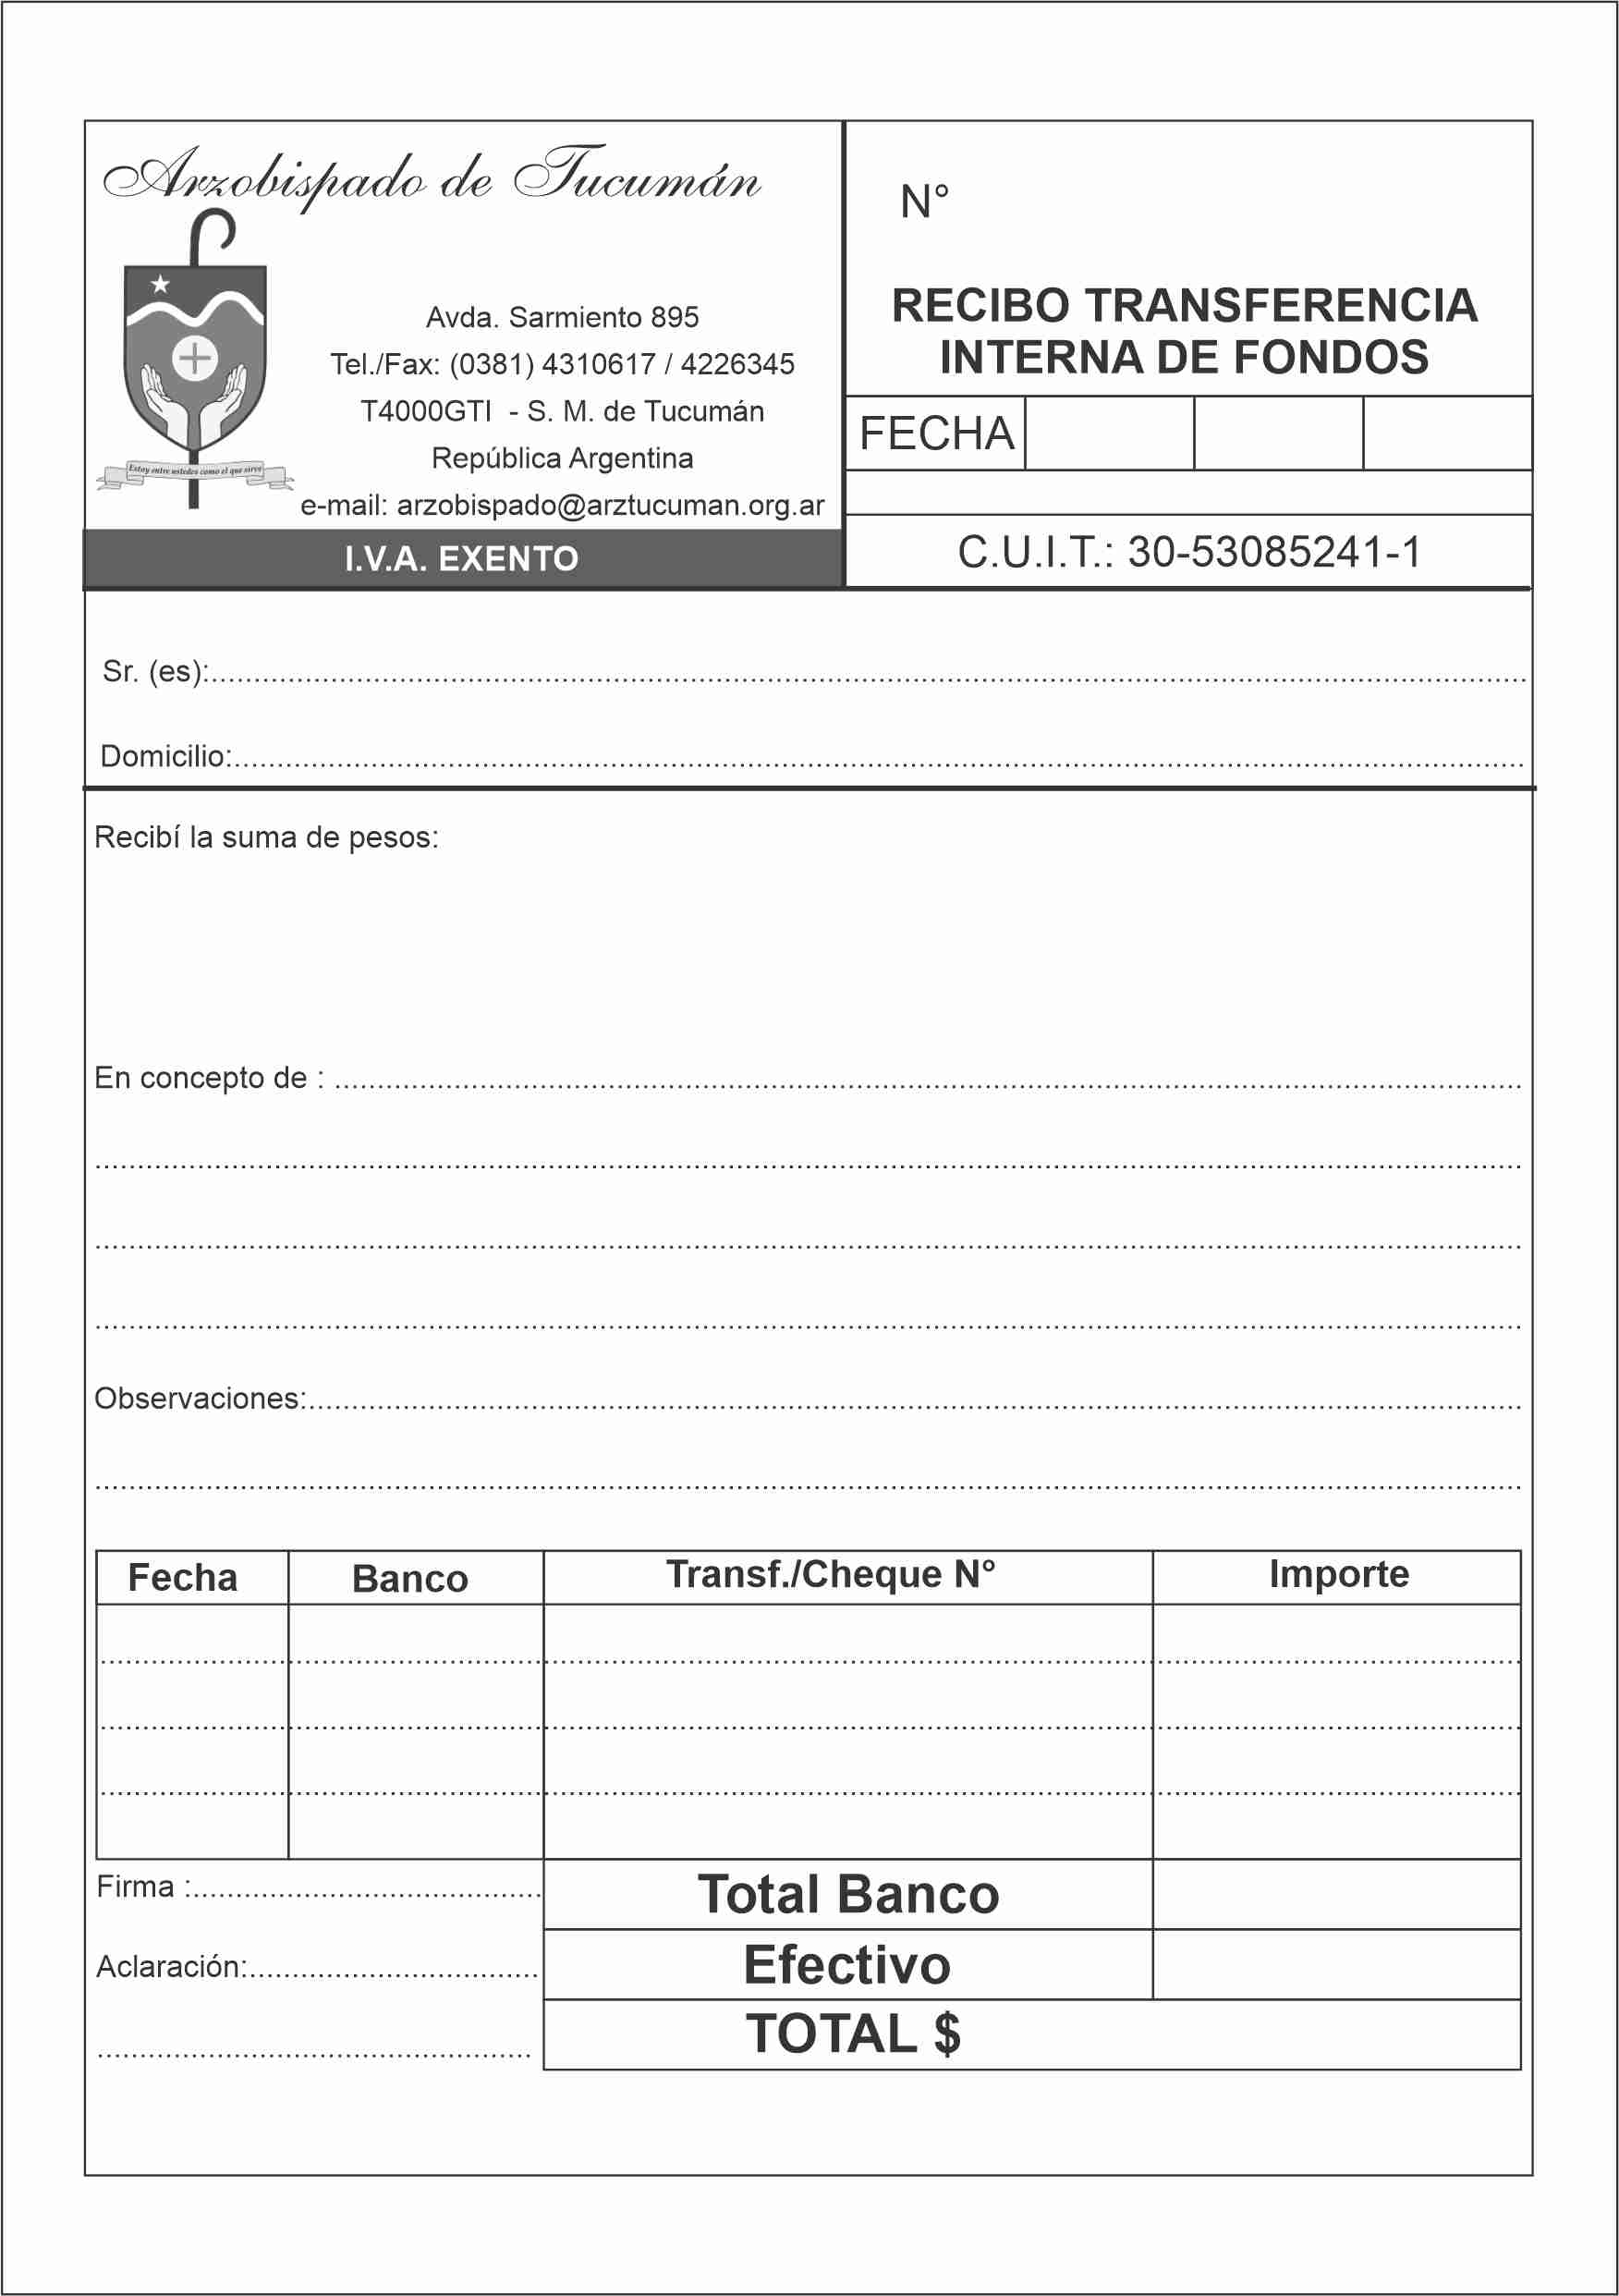 Arzobispado de Tucumán
Avda. Sarmiento 895
Tel./Fax: (0381) 4310617 / 4226345
T4000GTI - S. M. de Tucumán
República Argentina
e-mail: arzobispado@arztucuman.org.ar
Estoy entre ustedes como el que sirve
I.V.A. EXENTO
N°
RECIBO TRANSFERENCIA
INTERNA DE FONDOS
FECHA
C.U.I.T.: 30-53085241-1
Sr. (es):
Domicilio:
Recibí la suma de pesos:
En concepto de :
Observaciones:
Fecha Banco Transf./Cheque N° Importe
Firma :
Aclaración:
Total Banco
Efectivo
TOTAL $